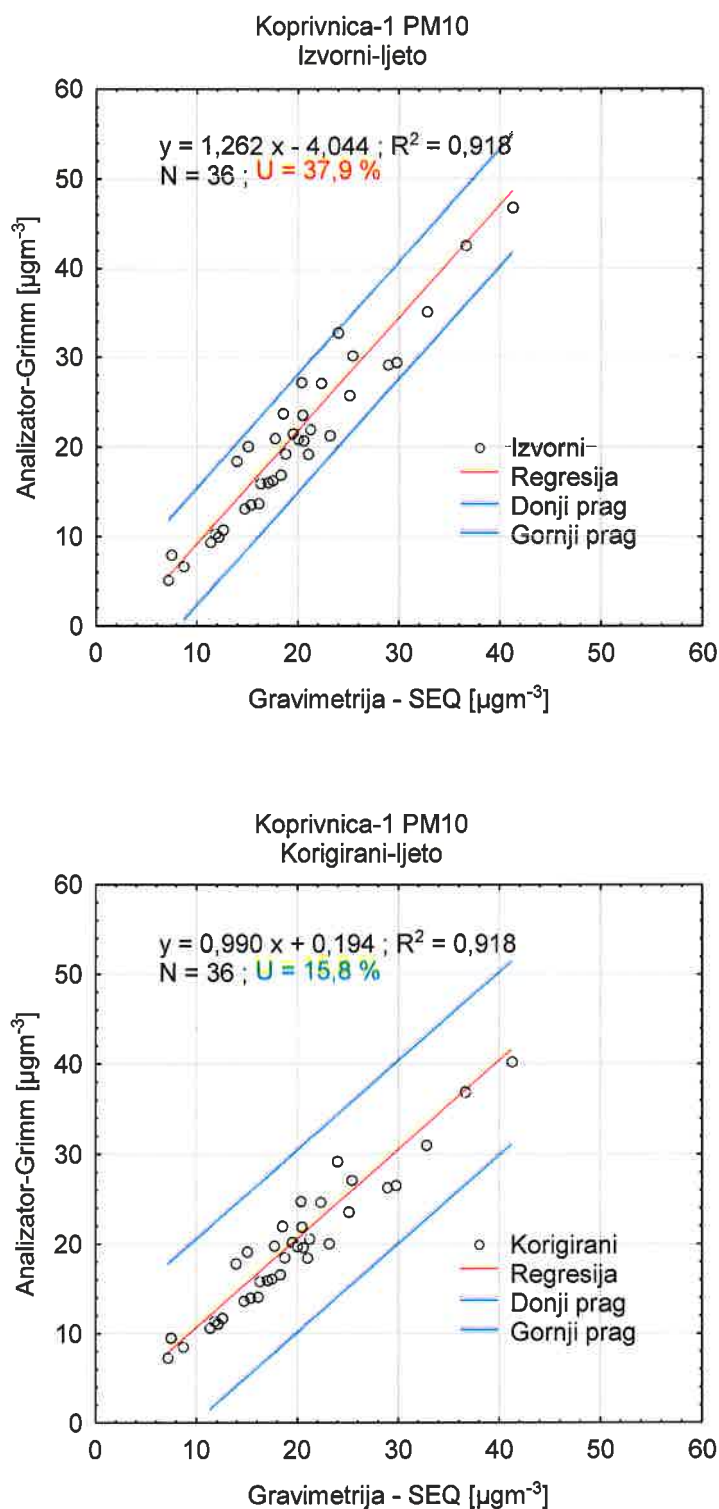 Koprivnica-1 PM10
Izvorni-ljeto
y = 1,262 x - 4,044 ; R² = 0,918
N = 36 ; U = 37,9 %
60
50
40
30
20
10
0
Analizator-Grimm [µgm⁻³]
Izvorni
Regresija
Donji prag
Gornji prag
0 10 20 30 40 50 60
Gravimetrija - SEQ [µgm⁻³]
Koprivnica-1 PM10
Korigirani-ljeto
y = 0,990 x + 0,194 ; R² = 0,918
N = 36 ; U = 15,8 %
60
50
40
30
20
10
0
Analizator-Grimm [µgm⁻³]
Korigirani
Regresija
Donji prag
Gornji prag
0 10 20 30 40 50 60
Gravimetrija - SEQ [µgm⁻³]